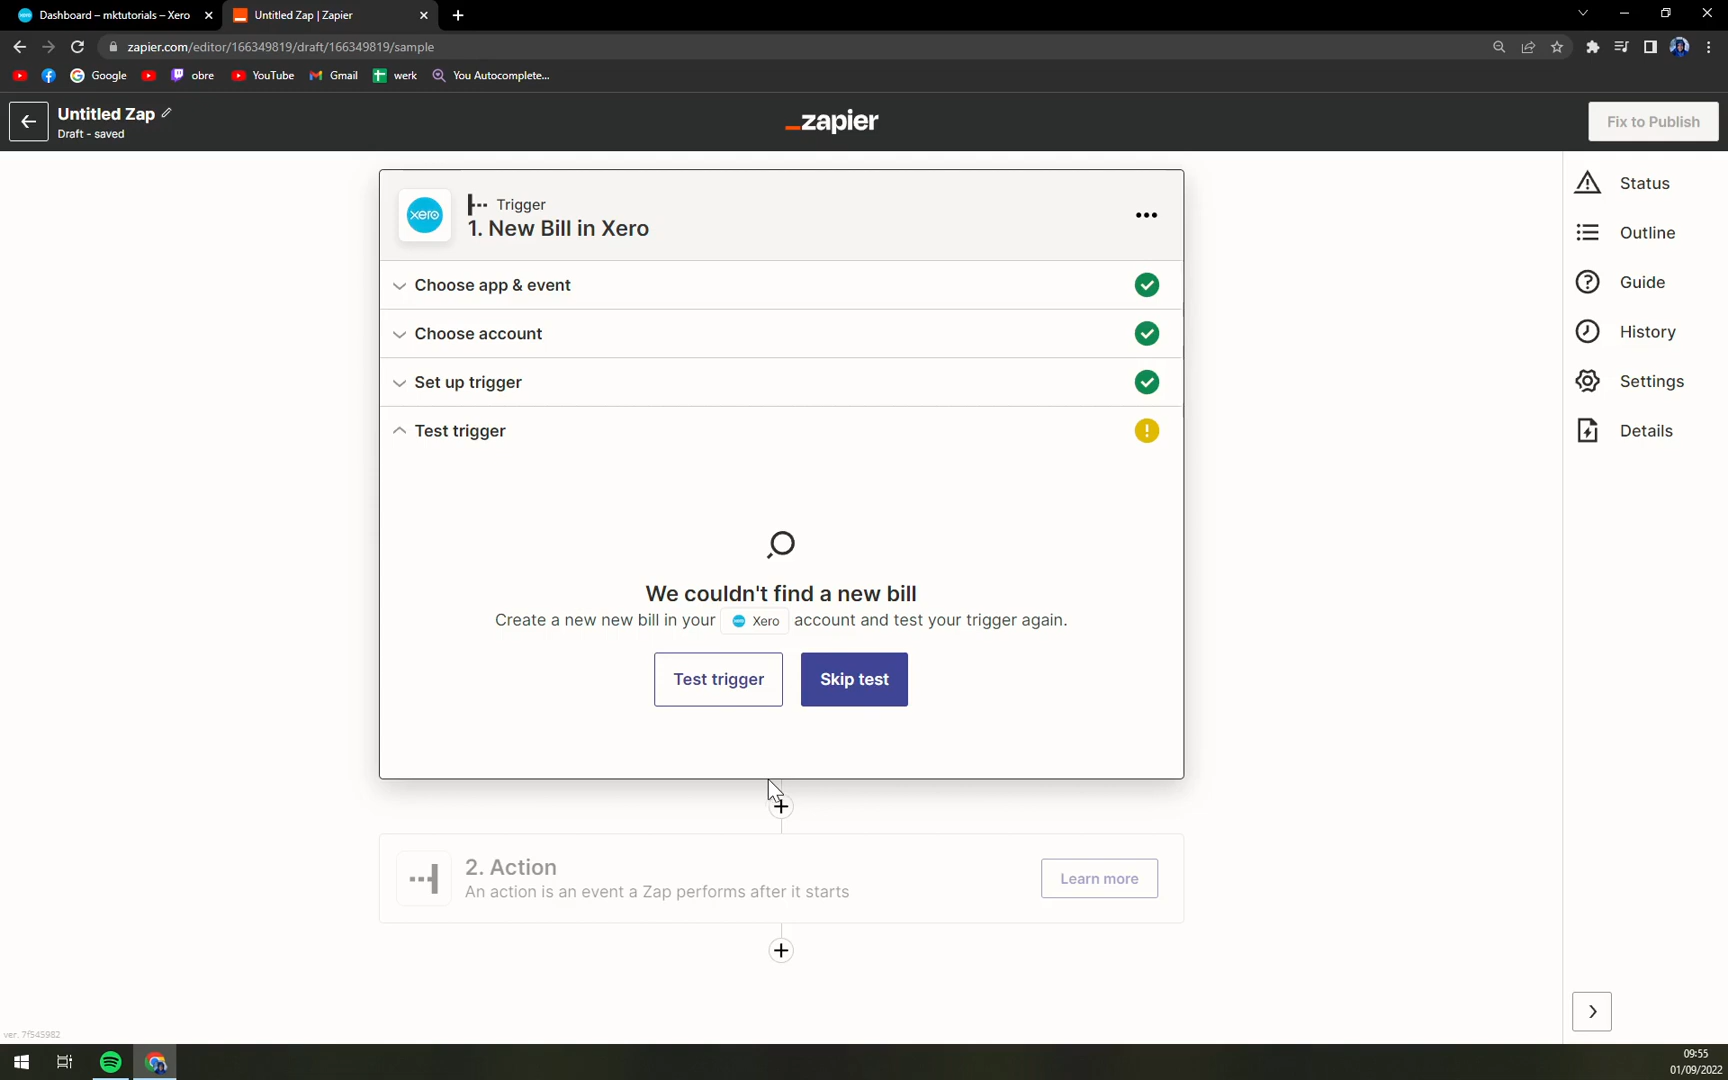 Dashboard – mktutorials – Xero
Untitled Zap | Zapier
zapier.com/editor/166349819/draft/166349819/sample
Google
obre
YouTube
Gmail
werk
You Autocomplete...
Untitled Zap
Draft - saved
_zapier
Fix to Publish
xero
Trigger
1. New Bill in Xero
Choose app & event
Choose account
Set up trigger
Test trigger
We couldn't find a new bill
Create a new new bill in your Xero account and test your trigger again.
Test trigger
Skip test
2. Action
An action is an event a Zap performs after it starts
Learn more
Status
Outline
Guide
History
Settings
Details
ver. 7f545982
09:55
01/09/2022